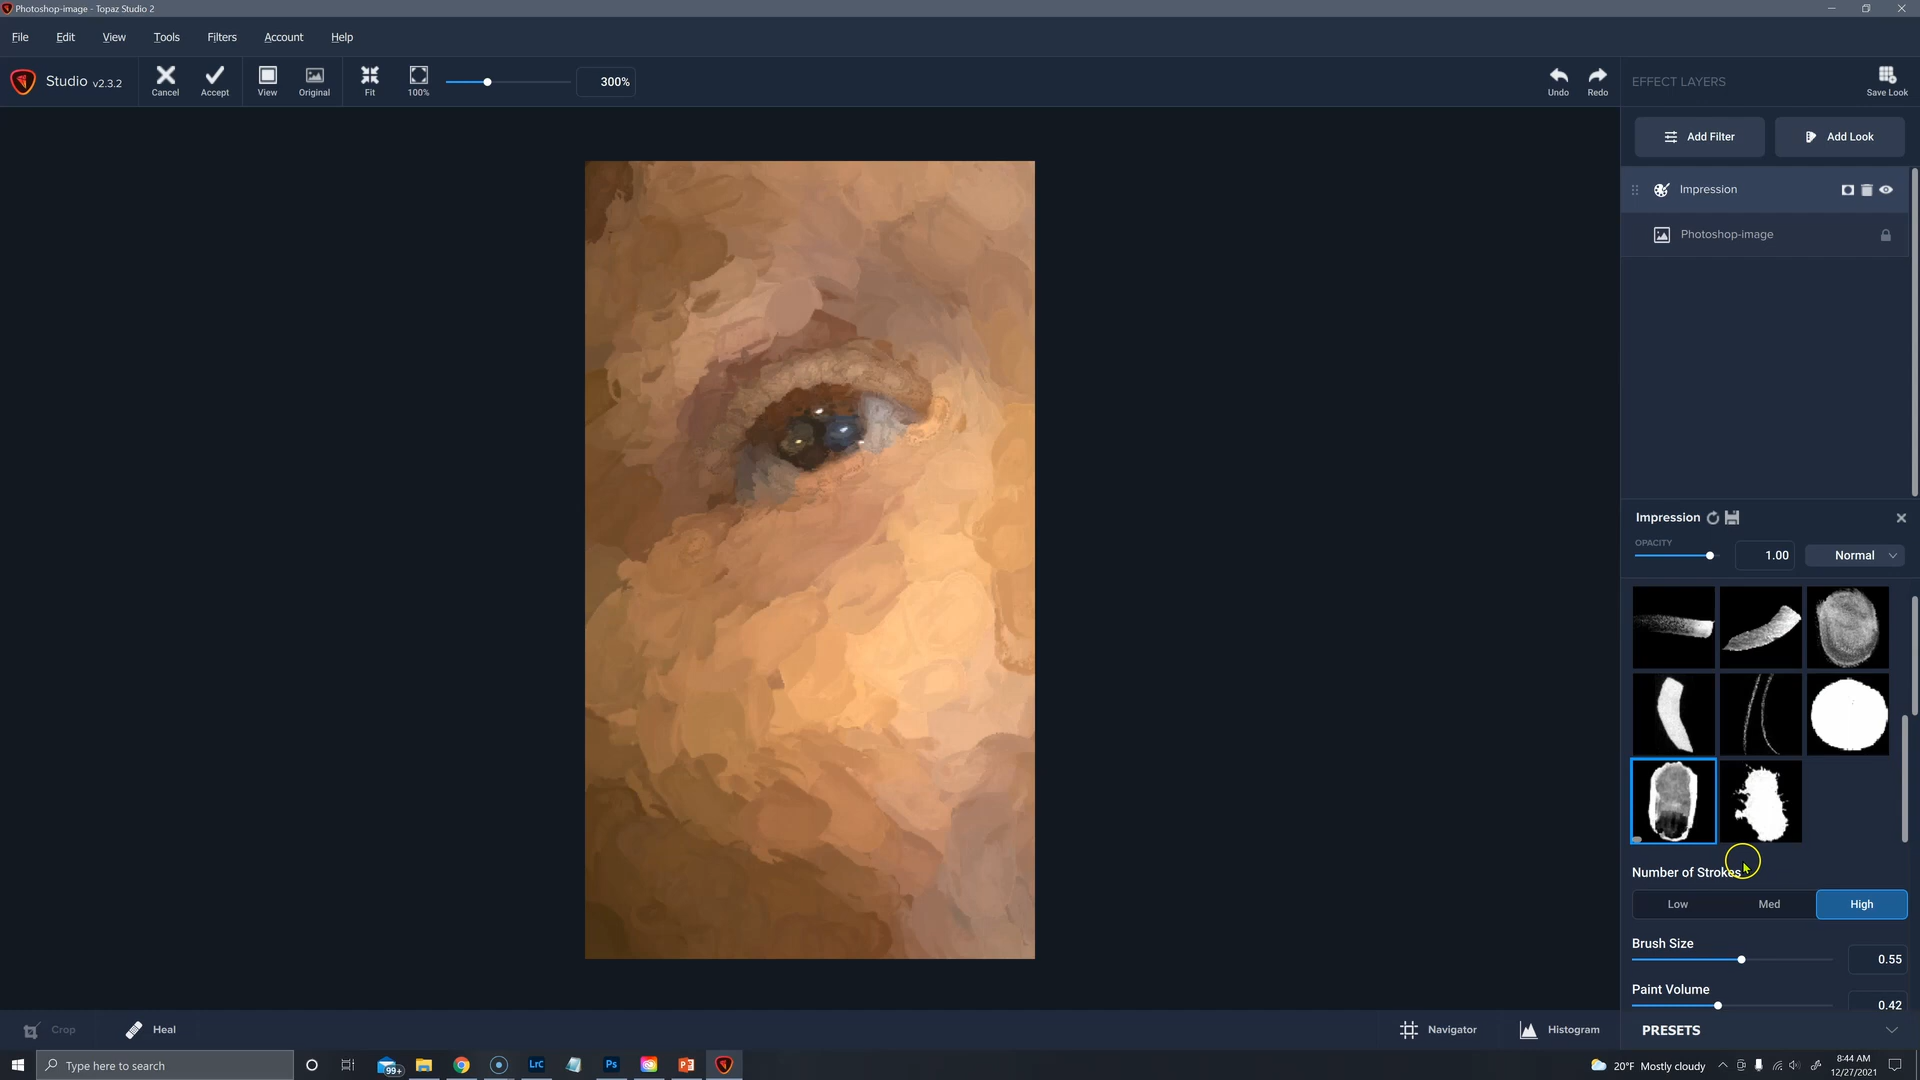 Photoshop-image - Topaz Studio 2
File Edit View Tools Filters Account Help
Studio v2.3.2
Cancel Accept View Original Fit 100% 300% Undo Redo
EFFECT LAYERS
Save Look
Add Filter Add Look
Impression
Photoshop-image
Impression
OPACITY
1.00 Normal
Number of Strokes
Low Med High
Brush Size
0.55
Paint Volume
0.42
Crop Heal Navigator Histogram PRESETS
Type here to search
99+
LrC
Ps
20°F Mostly cloudy
8:44 AM
12/27/2021